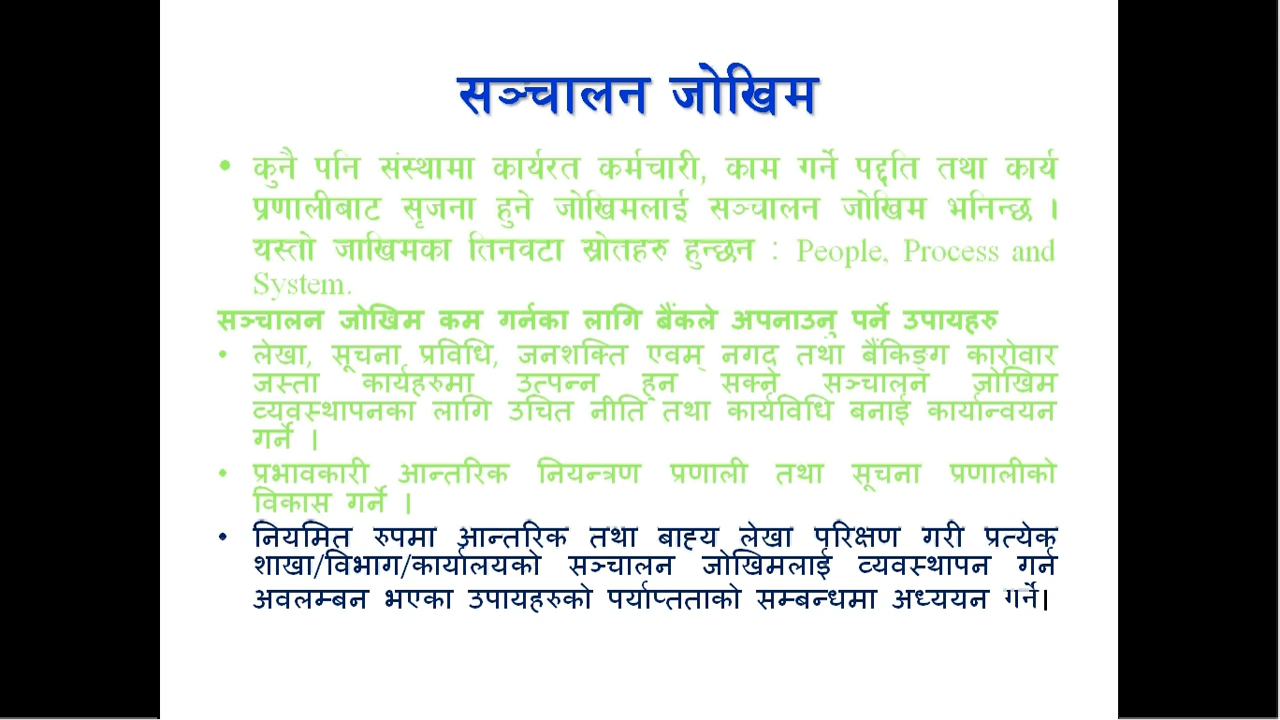 सञ्चालन जोखिम
• कुनै पनि संस्थामा कार्यरत कर्मचारी, काम गर्ने पद्दति तथा कार्य
प्रणालीबाट सृजना हुने जोखिमलाई सञ्चालन जोखिम भनिन्छ ।
यस्तो जाखिमका तिनवटा स्रोतहरु हुन्छन : People, Process and
System.
सञ्चालन जोखिम कम गर्नका लागि बैंकले अपनाउनु पर्ने उपायहरु
• लेखा, सूचना प्रविधि, जनशक्ति एवम् नगद तथा बैंकिङ्ग कारोवार
जस्ता कार्यहरुमा उत्पन्न हुन सक्ने सञ्चालन जोखिम
व्यवस्थापनका लागि उचित नीति तथा कार्यविधि बनाई कार्यान्वयन
गर्ने ।
• प्रभावकारी आन्तरिक नियन्त्रण प्रणाली तथा सूचना प्रणालीको
विकास गर्ने ।
• नियमित रुपमा आन्तरिक तथा बाह्य लेखा परिक्षण गरी प्रत्येक
शाखा/विभाग/कार्यालयको सञ्चालन जोखिमलाई व्यवस्थापन गर्न
अवलम्बन भएका उपायहरुको पर्याप्तताको सम्बन्धमा अध्ययन गर्ने।